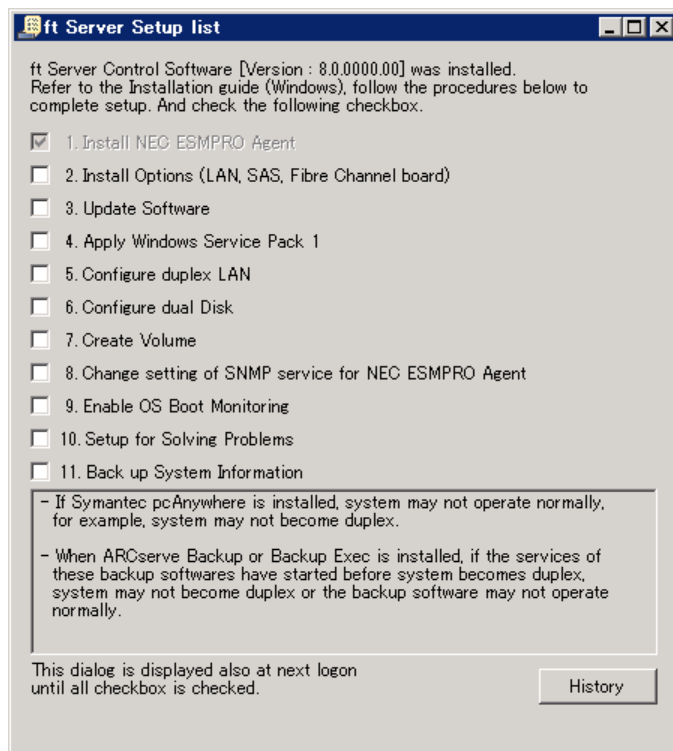 ft Server Setup list
ft Server Control Software [Version : 8.0.0000.00] was installed.
Refer to the Installation guide (Windows), follow the procedures below to
complete setup. And check the following checkbox.
1. Install NEC ESMPRO Agent
2. Install Options (LAN, SAS, Fibre Channel board)
3. Update Software
4. Apply Windows Service Pack 1
5. Configure duplex LAN
6. Configure dual Disk
7. Create Volume
8. Change setting of SNMP service for NEC ESMPRO Agent
9. Enable OS Boot Monitoring
10. Setup for Solving Problems
11. Back up System Information
- If Symantec pcAnywhere is installed, system may not operate normally,
for example, system may not become duplex.
- When ARCserve Backup or Backup Exec is installed, if the services of
these backup softwares have started before system becomes duplex,
system may not become duplex or the backup software may not operate
normally.
This dialog is displayed also at next logon
until all checkbox is checked.
History